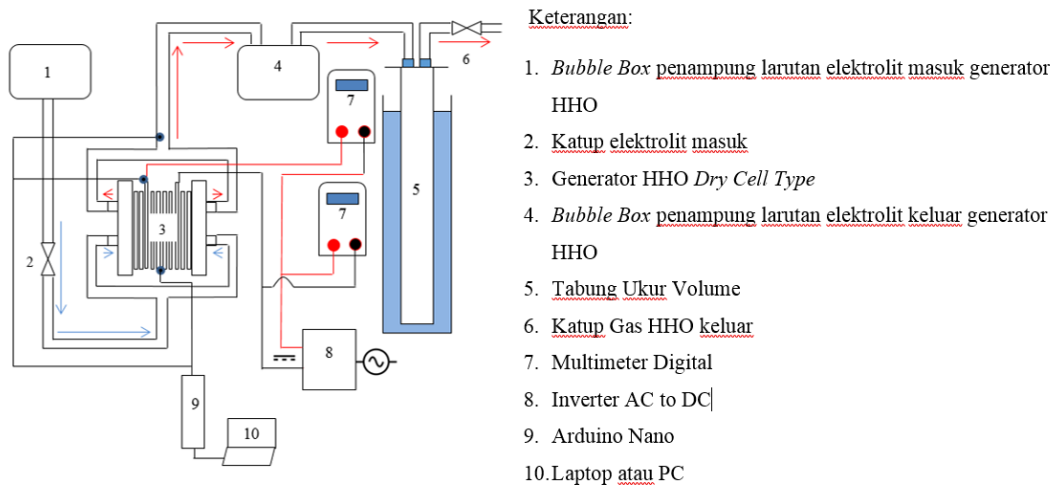 1
2
3
4
5
6
7
7
8
9
10
Keterangan:
1. Bubble Box penampung larutan elektrolit masuk generator
HHO
2. Katup elektrolit masuk
3. Generator HHO Dry Cell Type
4. Bubble Box penampung larutan elektrolit keluar generator
HHO
5. Tabung Ukur Volume
6. Katup Gas HHO keluar
7. Multimeter Digital
8. Inverter AC to DC
9. Arduino Nano
10.Laptop atau PC